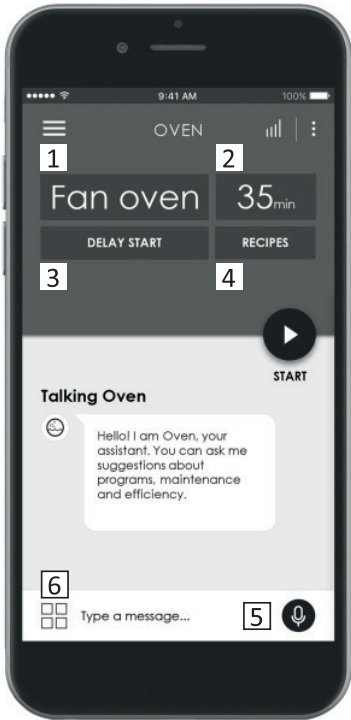 9:41 AM 100%
OVEN
1 2
Fan oven 35min
DELAY START RECIPES
3 4
START
Talking Oven
Hello! I am Oven, your
assistant. You can ask me
suggestions about
programs, maintenance
and efficiency.
6
Type a message... 5